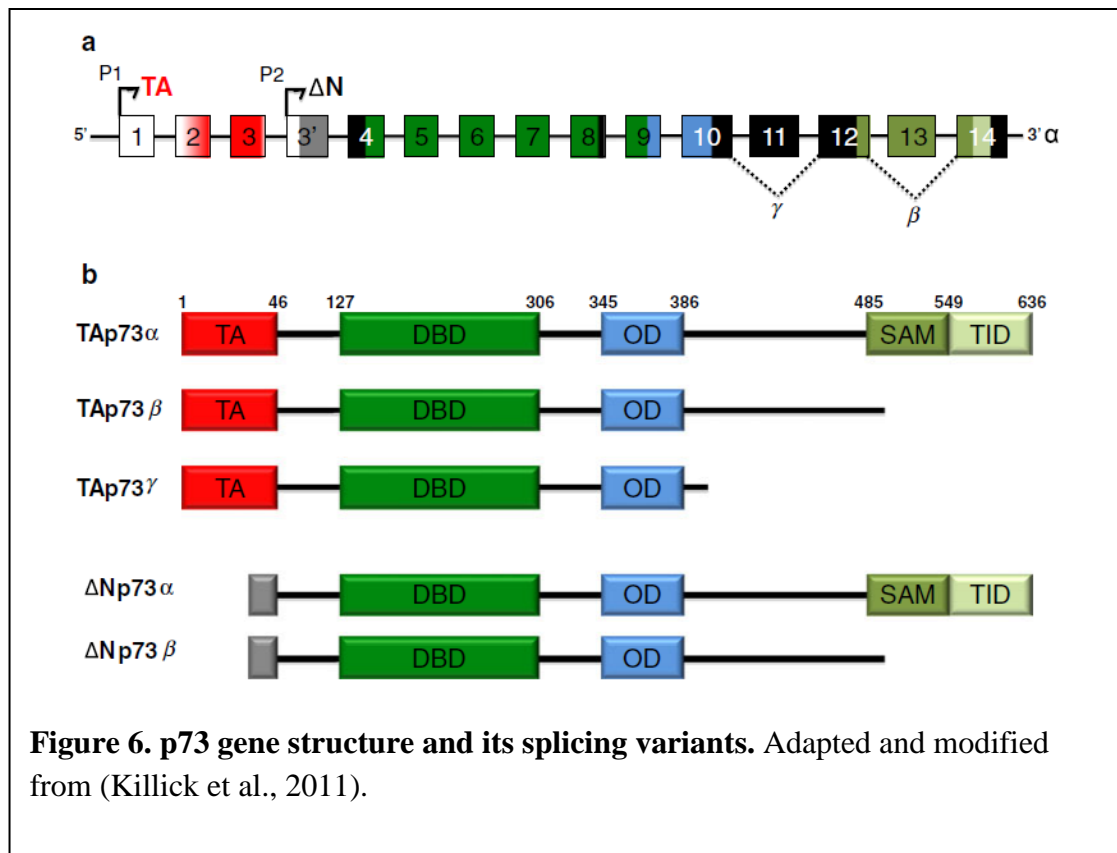 a
P1 TA P2 ΔN
5' 1 2 3 3' 4 5 6 7 8 9 10 11 12 13 14 3' α
γ β
b
1 46 127 306 345 386 485 549 636
TAp73α TA DBD OD SAM TID
TAp73β TA DBD OD
TAp73γ TA DBD OD
ΔNp73α DBD OD SAM TID
ΔNp73β DBD OD
Figure 6. p73 gene structure and its splicing variants. Adapted and modified
from (Killick et al., 2011).